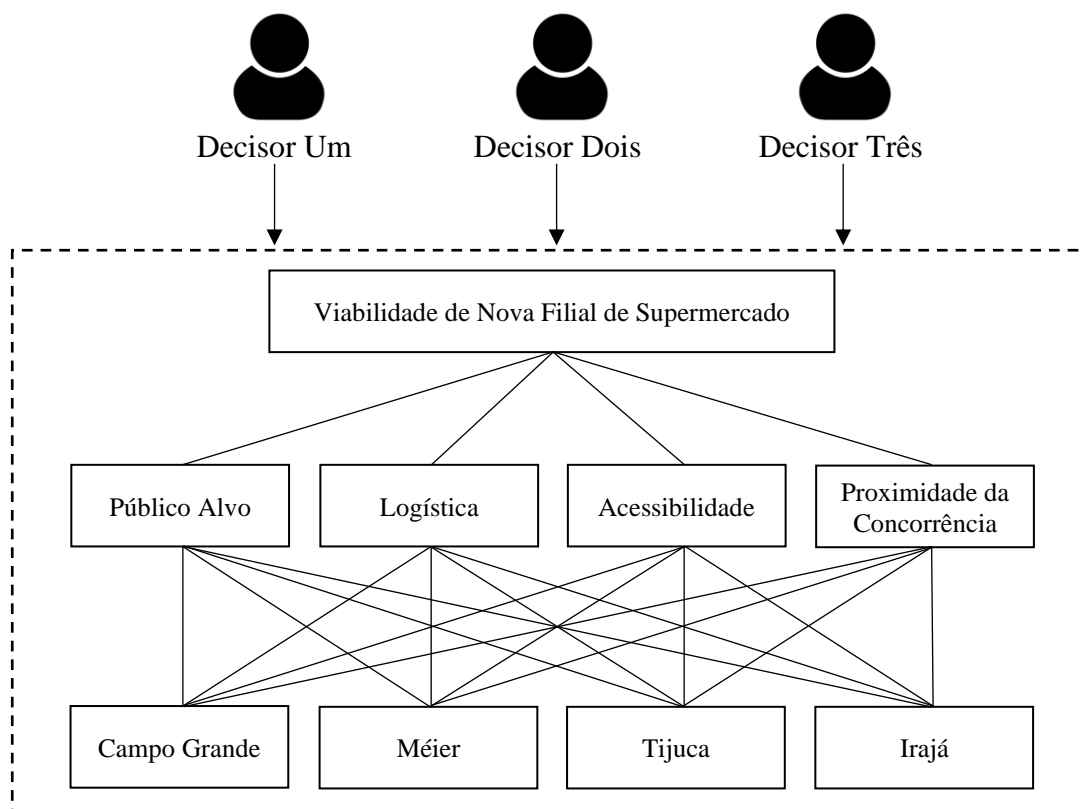 Decisor Um
Decisor Dois
Decisor Três
Viabilidade de Nova Filial de Supermercado
Público Alvo
Logística
Acessibilidade
Proximidade da
Concorrência
Campo Grande
Méier
Tijuca
Irajá